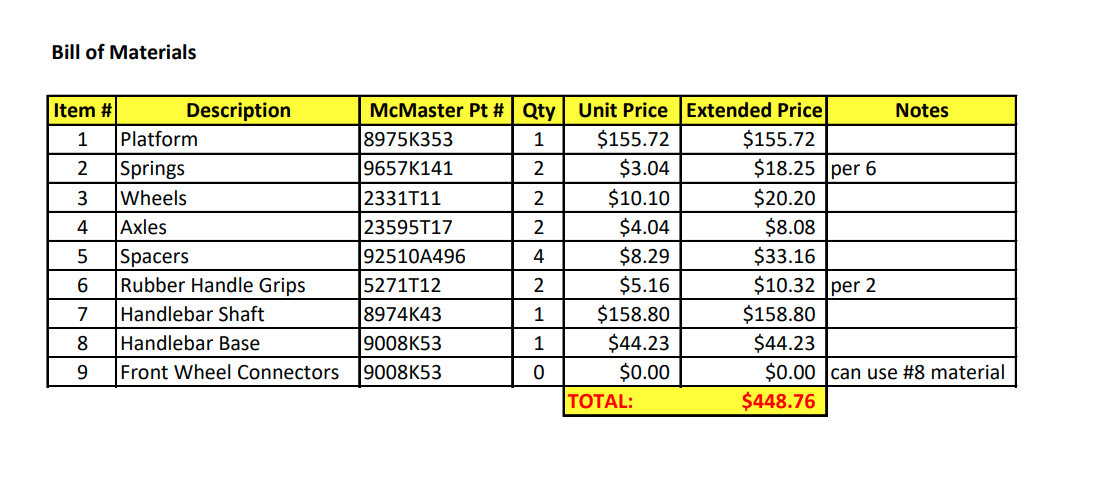 Bill of Materials
Item # Description McMaster Pt # Qty Unit Price Extended Price Notes
1 Platform 8975K353 1 $155.72 $155.72
2 Springs 9657K141 2 $3.04 $18.25 per 6
3 Wheels 2331T11 2 $10.10 $20.20
4 Axles 23595T17 2 $4.04 $8.08
5 Spacers 92510A496 4 $8.29 $33.16
6 Rubber Handle Grips 5271T12 2 $5.16 $10.32 per 2
7 Handlebar Shaft 8974K43 1 $158.80 $158.80
8 Handlebar Base 9008K53 1 $44.23 $44.23
9 Front Wheel Connectors 9008K53 0 $0.00 $0.00 can use #8 material
TOTAL: $448.76